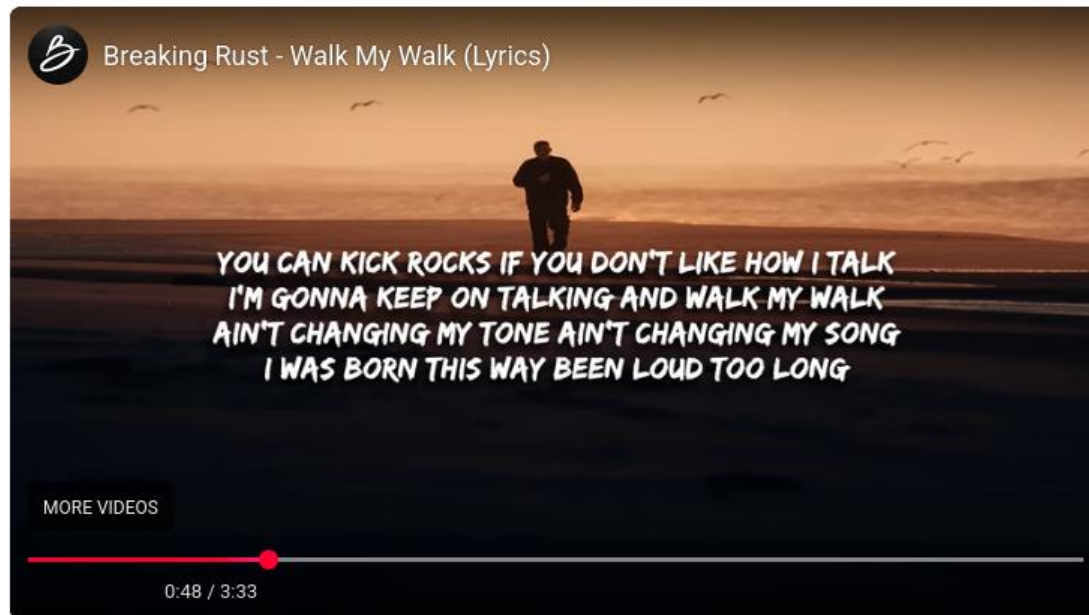 Breaking Rust - Walk My Walk (Lyrics)
YOU CAN KICK ROCKS IF YOU DON'T LIKE HOW I TALK
I'M GONNA KEEP ON TALKING AND WALK MY WALK
AIN'T CHANGING MY TONE AIN'T CHANGING MY SONG
I WAS BORN THIS WAY BEEN LOUD TOO LONG
MORE VIDEOS
0:48 / 3:33